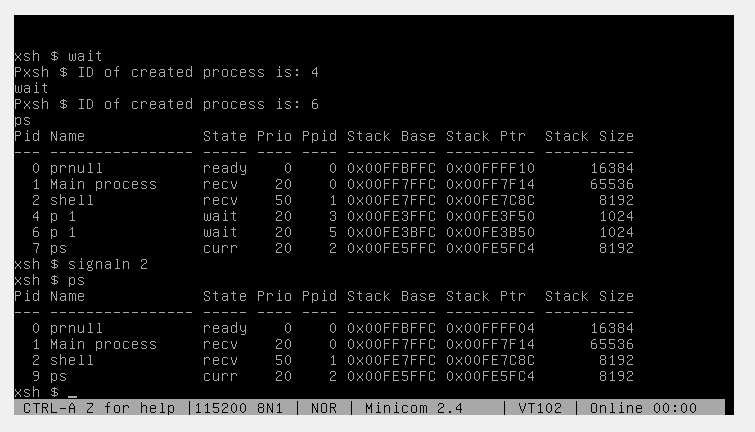 xsh $ wait
Pxsh $ ID of created process is: 4
wait
Pxsh $ ID of created process is: 6
ps
Pid Name             State Prio Ppid Stack Base Stack Ptr  Stack Size
--- ---------------- ----- ---- ---- ---------- ---------- ----------
  0 prnull           ready    0    0 0x00FFBFFC 0x00FFFF10      16384
  1 Main process     recv    20    0 0x00FF7FFC 0x00FF7F14      65536
  2 shell            recv    50    1 0x00FE7FFC 0x00FE7C8C       8192
  4 p 1              wait    20    3 0x00FE3FFC 0x00FE3F50       1024
  6 p 1              wait    20    5 0x00FE3BFC 0x00FE3B50       1024
  7 ps               curr    20    2 0x00FE5FFC 0x00FE5FC4       8192
xsh $ signaln 2
xsh $ ps
Pid Name             State Prio Ppid Stack Base Stack Ptr  Stack Size
--- ---------------- ----- ---- ---- ---------- ---------- ----------
  0 prnull           ready    0    0 0x00FFBFFC 0x00FFFF04      16384
  1 Main process     recv    20    0 0x00FF7FFC 0x00FF7F14      65536
  2 shell            recv    50    1 0x00FE7FFC 0x00FE7C8C       8192
  9 ps               curr    20    2 0x00FE5FFC 0x00FE5FC4       8192
xsh $ _
CTRL-A Z for help |115200 8N1 | NOR | Minicom 2.4    | VT102 | Online 00:00